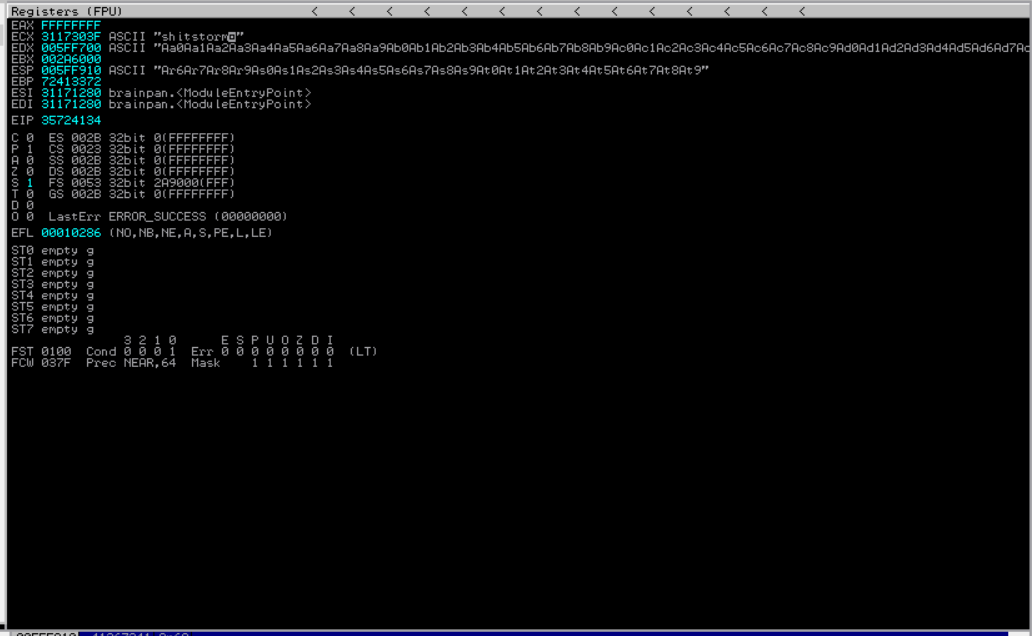 Registers (FPU) < < < < < < < < < < < < < <
EAX FFFFFFFF
ECX 3117303F ASCII "shitstorm"
EDX 005FF700 ASCII "Aa0Aa1Aa2Aa3Aa4Aa5Aa6Aa7Aa8Aa9Ab0Ab1Ab2Ab3Ab4Ab5Ab6Ab7Ab8Ab9Ac0Ac1Ac2Ac3Ac4Ac5Ac6Ac7Ac8Ac9Ad0Ad1Ad2Ad3Ad4Ad5Ad6Ad7Ac
EBX 002A6000
ESP 005FF910 ASCII "Ar6Ar7Ar8Ar9As0As1As2As3As4As5As6As7As8As9At0At1At2At3At4At5At6At7At8At9"
EBP 72413372
ESI 31171280 brainpan.<ModuleEntryPoint>
EDI 31171280 brainpan.<ModuleEntryPoint>
EIP 35724134
C 0 ES 002B 32bit 0(FFFFFFFF)
P 1 CS 0023 32bit 0(FFFFFFFF)
A 0 SS 002B 32bit 0(FFFFFFFF)
Z 0 DS 002B 32bit 0(FFFFFFFF)
S 1 FS 0053 32bit 2A9000(FFF)
T 0 GS 002B 32bit 0(FFFFFFFF)
D 0
O 0 LastErr ERROR_SUCCESS (00000000)
EFL 00010286 (NO,NB,NE,A,S,PE,L,LE)
ST0 empty g
ST1 empty g
ST2 empty g
ST3 empty g
ST4 empty g
ST5 empty g
ST6 empty g
ST7 empty g
3 2 1 0 E S P U O Z D I
FST 0100 Cond 0 0 0 1 Err 0 0 0 0 0 0 0 0 (LT)
FCW 037F Prec NEAR,64 Mask 1 1 1 1 1 1